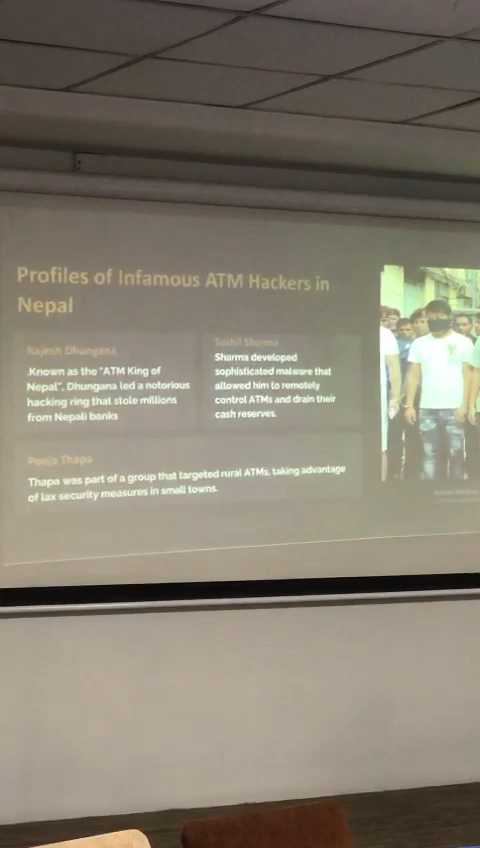 Profiles of Infamous ATM Hackers in
Nepal
Rajesh Dhungana
.Known as the "ATM King of
Nepal", Dhungana led a notorious
hacking ring that stole millions
from Nepali banks
Sushil Sharma
Sharma developed
sophisticated malware that
allowed him to remotely
control ATMs and drain their
cash reserves.
Pooja Thapa
Thapa was part of a group that targeted rural ATMs, taking advantage
of lax security measures in small towns.